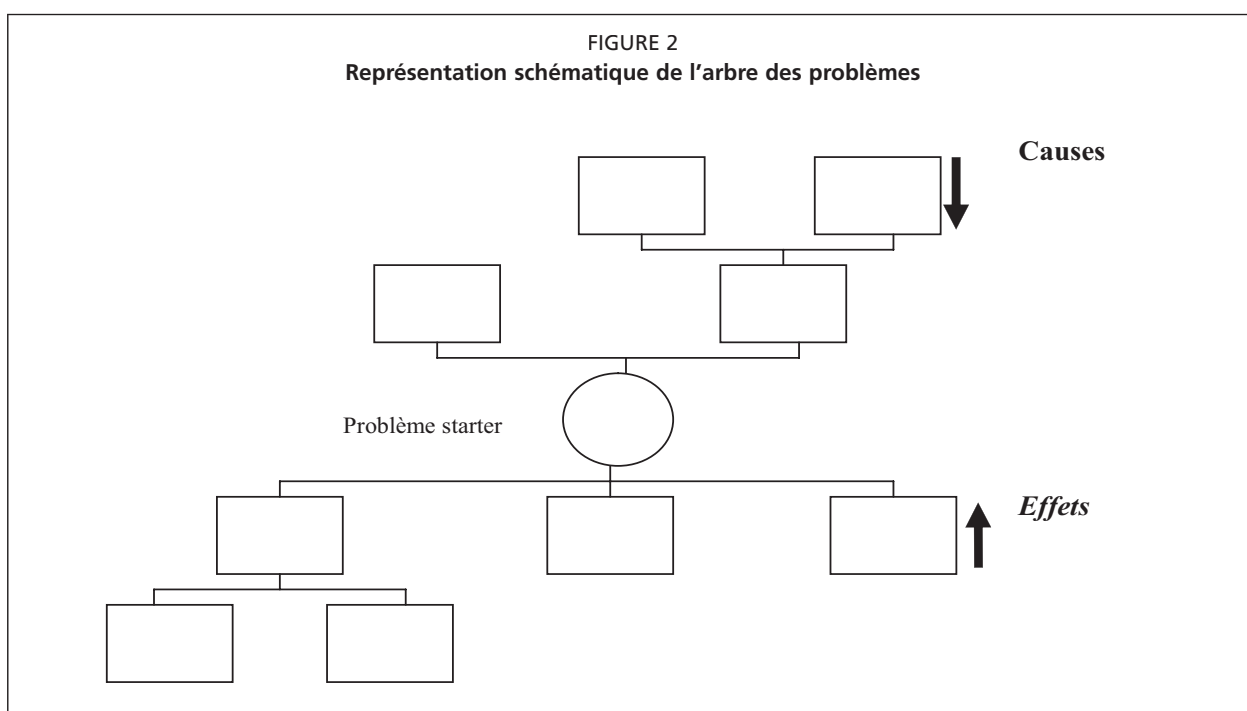 FIGURE 2
Représentation schématique de l'arbre des problèmes
Causes
Problème starter
Effets